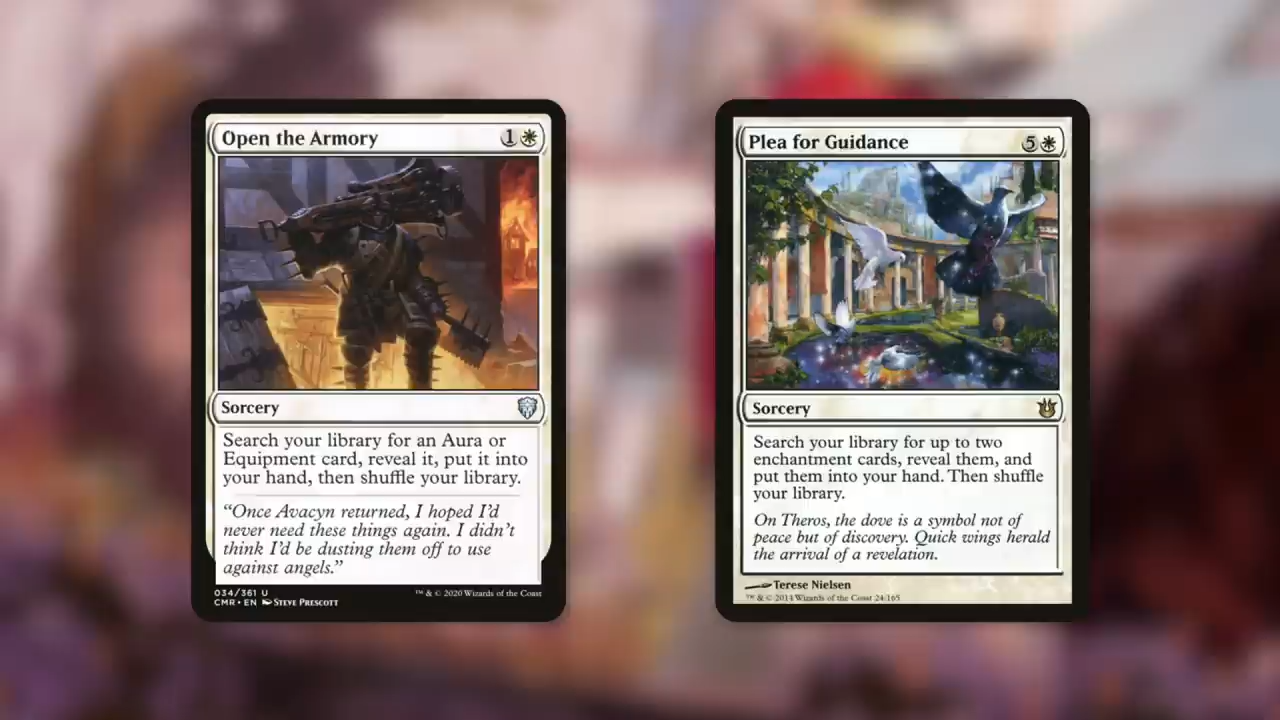 Open the Armory
1
Sorcery
Search your library for an Aura or
Equipment card, reveal it, put it into
your hand, then shuffle your library.
“Once Avacyn returned, I hoped I’d
never need these things again. I didn’t
think I’d be dusting them off to use
against angels.”
034/361 U
CMR • EN Steve Prescott
™ & © 2020 Wizards of the Coast
Plea for Guidance
5
Sorcery
Search your library for up to two
enchantment cards, reveal them, and
put them into your hand. Then shuffle
your library.
On Theros, the dove is a symbol not of
peace but of discovery. Quick wings herald
the arrival of a revelation.
Terese Nielsen
™ & © 2014 Wizards of the Coast 24/165